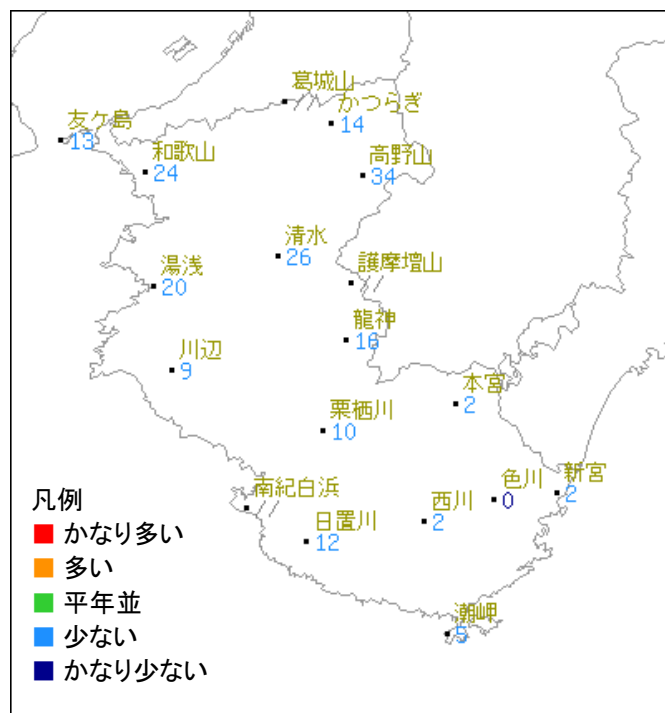 葛城山
かつらぎ
14
友ケ島
13
和歌山
24
高野山
34
清水
26
護摩壇山
湯浅
20
龍神
16
川辺
9
本宮
2
栗栖川
10
南紀白浜
日置川
12
西川
2
色川
0
新宮
2
潮岬
5
凡例
かなり多い
多い
平年並
少ない
かなり少ない